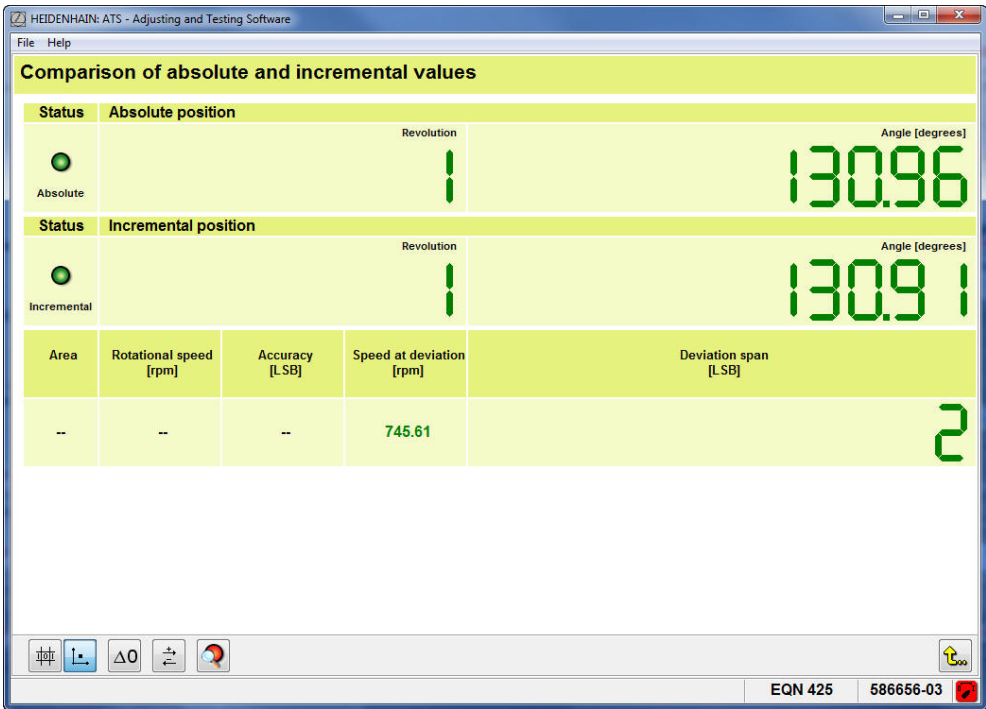 HEIDENHAIN: ATS - Adjusting and Testing Software
File Help
Comparison of absolute and incremental values
Status Absolute position
Revolution Angle [degrees]
1 130.96
Absolute
Status Incremental position
Revolution Angle [degrees]
1 130.91
Incremental
Area Rotational speed [rpm] Accuracy [LSB] Speed at deviation [rpm] Deviation span [LSB]
-- -- -- 745.61 2
Δ0
EQN 425 586656-03